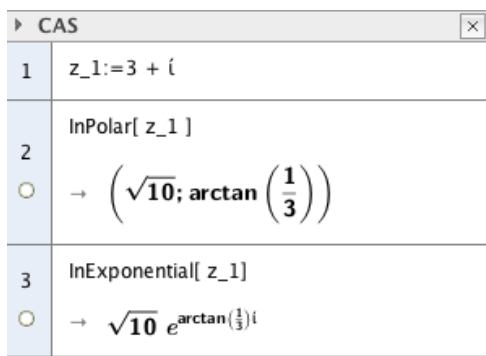 CAS
1 z_1:=3 + í
InPolar[ z_1 ]
2
→ (√10; arctan (1/3))
3 InExponential[ z_1]
→ √10 e^arctan(1/3)í